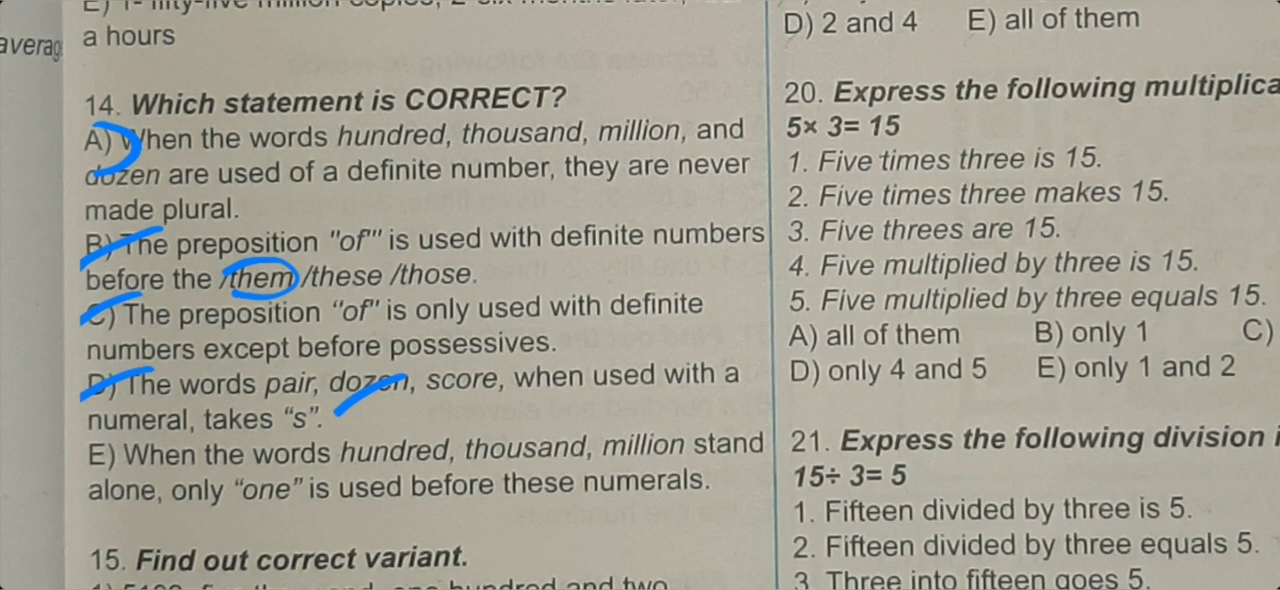 averag
a hours
14. Which statement is CORRECT?
A) When the words hundred, thousand, million, and
dozen are used of a definite number, they are never
made plural.
B) The preposition "of'" is used with definite numbers
before the /them /these /those.
C) The preposition "of" is only used with definite
numbers except before possessives.
D) The words pair, dozen, score, when used with a
numeral, takes “s”.
E) When the words hundred, thousand, million stand
alone, only “one” is used before these numerals.
15. Find out correct variant.
D) 2 and 4 E) all of them
20. Express the following multiplica
5× 3= 15
1. Five times three is 15.
2. Five times three makes 15.
3. Five threes are 15.
4. Five multiplied by three is 15.
5. Five multiplied by three equals 15.
A) all of them B) only 1 C)
D) only 4 and 5 E) only 1 and 2
21. Express the following division i
15÷ 3= 5
1. Fifteen divided by three is 5.
2. Fifteen divided by three equals 5.
3. Three into fifteen goes 5.